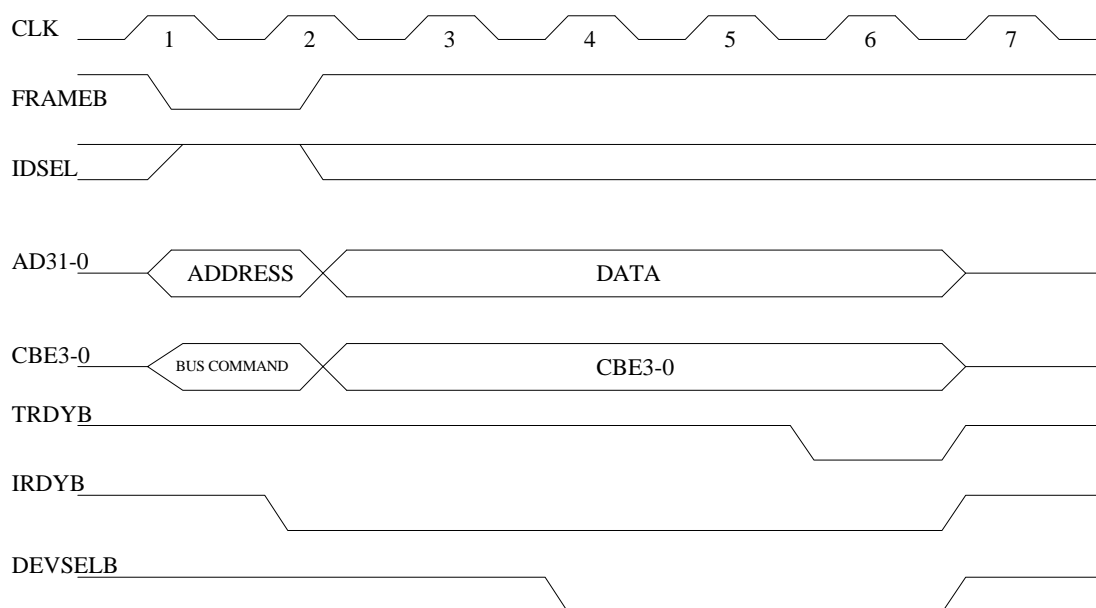 CLK
1 2 3 4 5 6 7
FRAMEB
IDSEL
AD31-0
ADDRESS DATA
CBE3-0
BUS COMMAND CBE3-0
TRDYB
IRDYB
DEVSELB